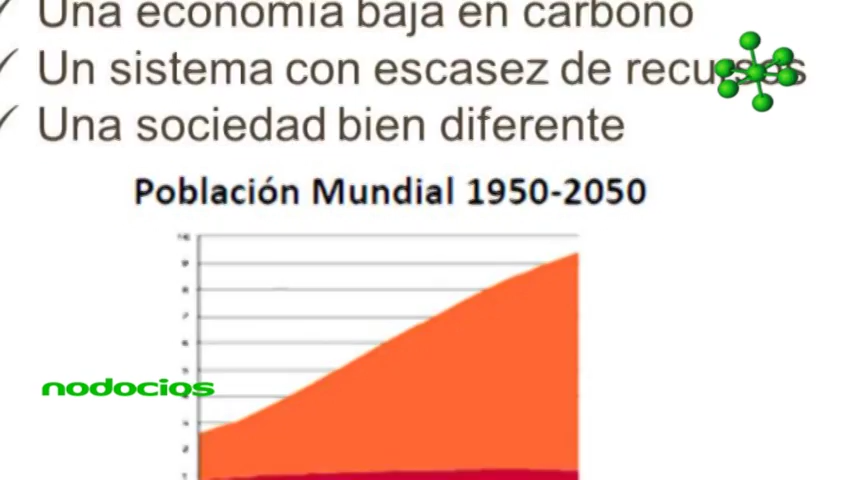 Una economía baja en carbono
Un sistema con escasez de recursos
Una sociedad bien diferente
Población Mundial 1950-2050
nodocios